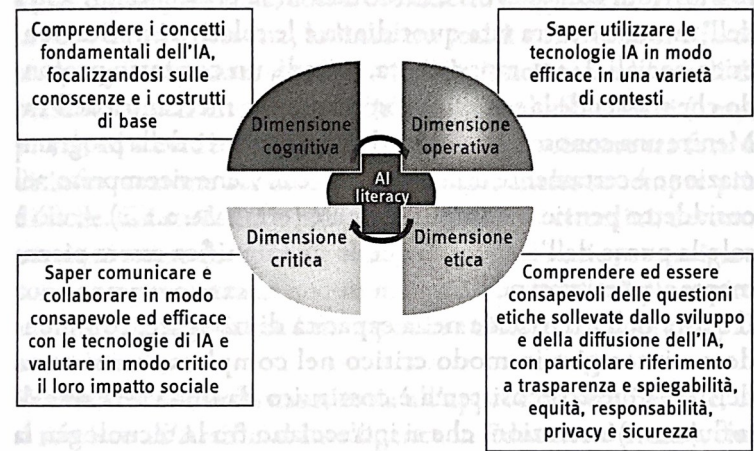 Comprendere i concetti
fondamentali dell'IA,
focalizzandosi sulle
conoscenze e i costrutti
di base
Saper utilizzare le
tecnologie IA in modo
efficace in una varietà
di contesti
Dimensione
cognitiva
Dimensione
operativa
AI
literacy
Dimensione
critica
Dimensione
etica
Saper comunicare e
collaborare in modo
consapevole ed efficace
con le tecnologie di IA e
valutare in modo critico
il loro impatto sociale
Comprendere ed essere
consapevoli delle questioni
etiche sollevate dallo sviluppo
e della diffusione dell'IA,
con particolare riferimento
a trasparenza e spiegabilità,
equità, responsabilità,
privacy e sicurezza